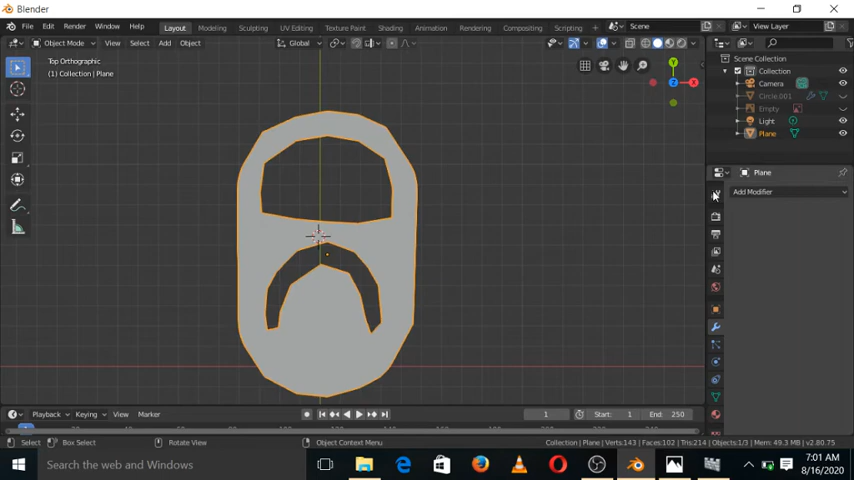 Blender
File Edit Render Window Help Layout Modeling Sculpting UV Editing Texture Paint Shading Animation Rendering Compositing Scripting Scene View Layer
Object Mode View Select Add Object Global
Top Orthographic
(1) Collection | Plane
Scene Collection
Collection
Camera
Circle.001
Empty
Light
Plane
Plane
Add Modifier
Y
Z
X
Playback Keying View Marker 1 Start: 1 End: 250
Select Box Select Rotate View Object Context Menu Collection | Plane | Verts:143 | Faces:102 | Tris:214 | Objects:1/3 | Mem: 49.3 MB | v2.80.75
Search the web and Windows
7:01 AM
8/16/2020